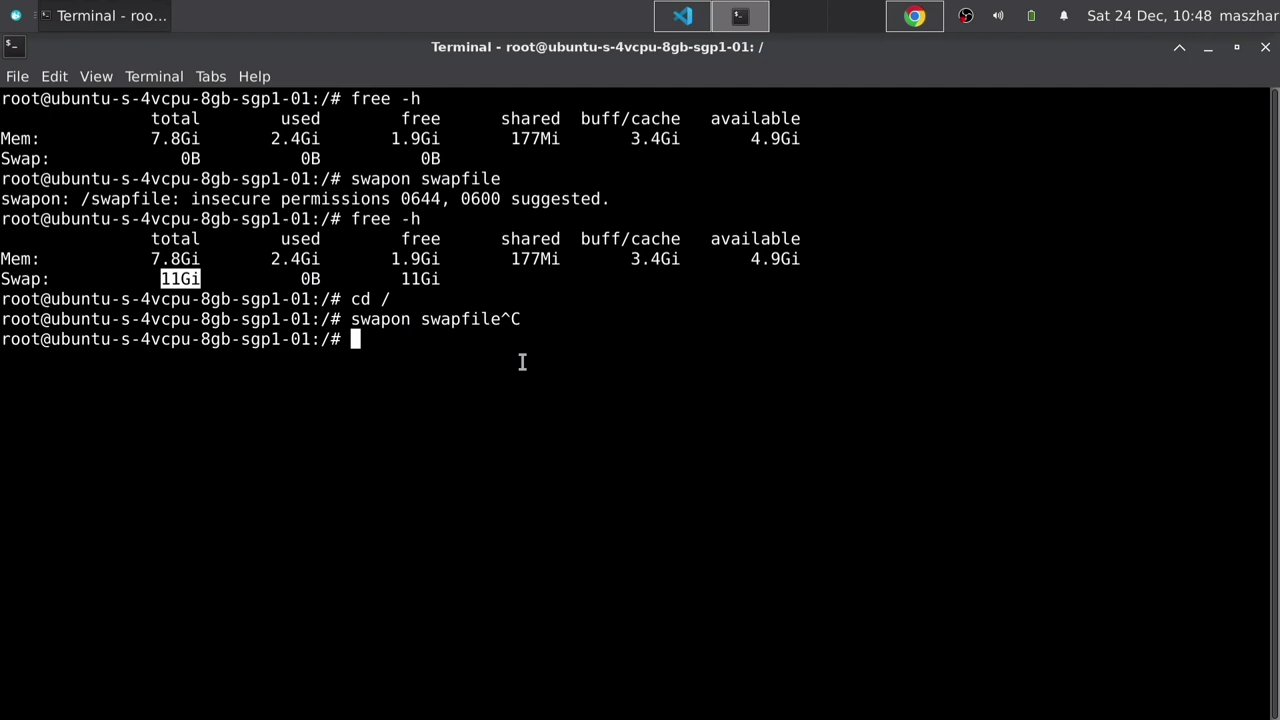 Terminal - roo...
Sat 24 Dec, 10:48 maszhar
Terminal - root@ubuntu-s-4vcpu-8gb-sgp1-01: /
File Edit View Terminal Tabs Help
root@ubuntu-s-4vcpu-8gb-sgp1-01:/# free -h
total used free shared buff/cache available
Mem: 7.8Gi 2.4Gi 1.9Gi 177Mi 3.4Gi 4.9Gi
Swap: 0B 0B 0B
root@ubuntu-s-4vcpu-8gb-sgp1-01:/# swapon swapfile
swapon: /swapfile: insecure permissions 0644, 0600 suggested.
root@ubuntu-s-4vcpu-8gb-sgp1-01:/# free -h
total used free shared buff/cache available
Mem: 7.8Gi 2.4Gi 1.9Gi 177Mi 3.4Gi 4.9Gi
Swap: 11Gi 0B 11Gi
root@ubuntu-s-4vcpu-8gb-sgp1-01:/# cd /
root@ubuntu-s-4vcpu-8gb-sgp1-01:/# swapon swapfile^C
root@ubuntu-s-4vcpu-8gb-sgp1-01:/#